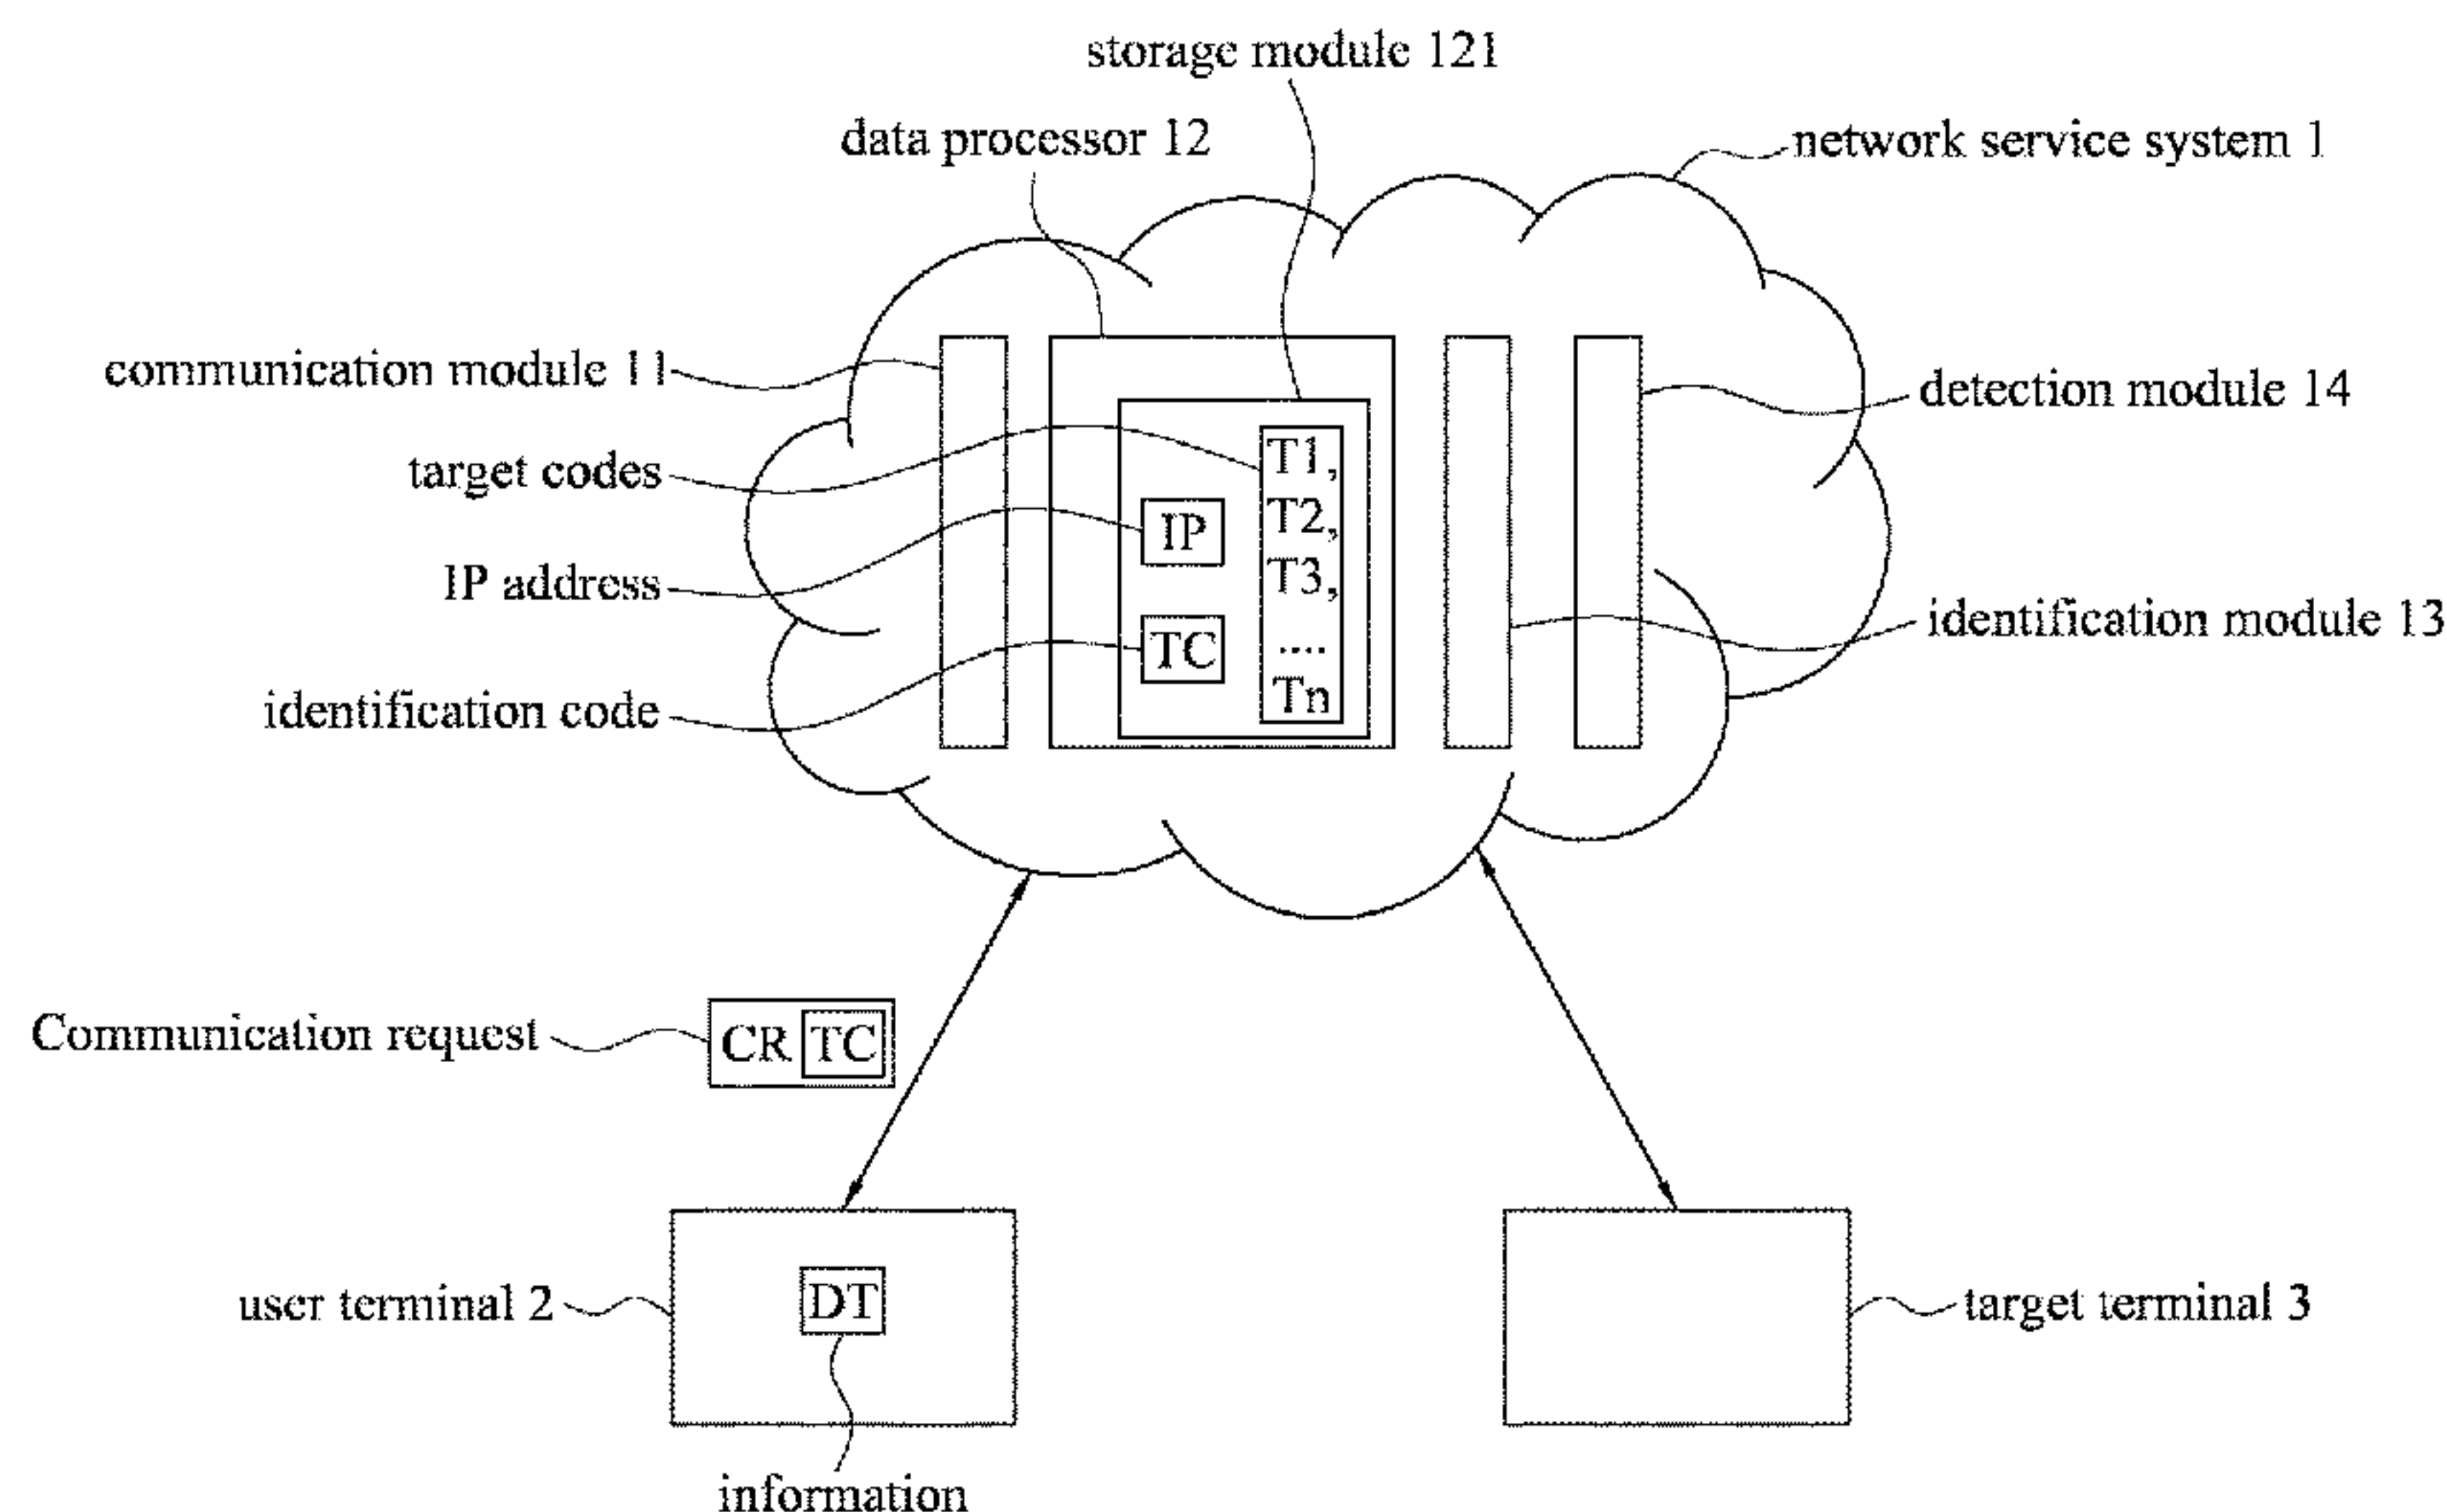 storage module 121
data processor 12
network service system 1
communication module 11
detection module 14
target codes
T1,
T2,
T3,
....
Tn
IP
IP address
TC
identification module 13
identification code
Communication request
CR TC
user terminal 2
DT
target terminal 3
information